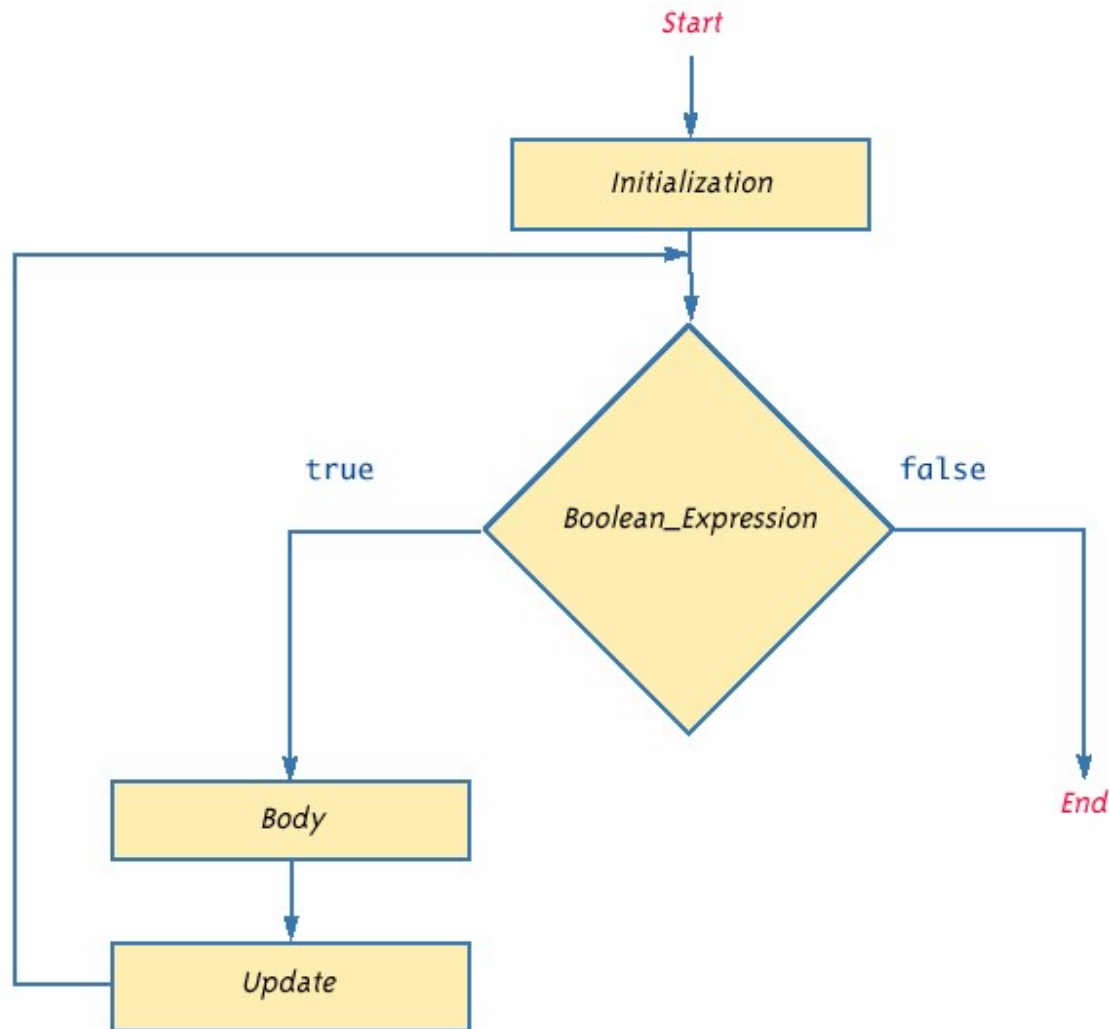 Start
Initialization
true
false
Boolean_Expression
Body
End
Update